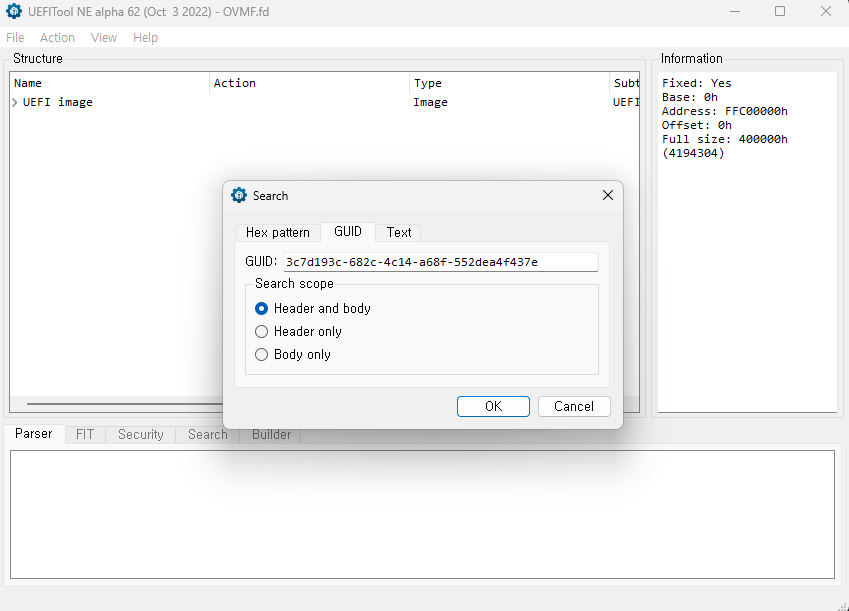 UEFITool NE alpha 62 (Oct  3 2022) - OVMF.fd
File Action View Help
Structure
Name Action Type Subt
UEFI image Image UEFI
Information
Fixed: Yes
Base: 0h
Address: FFC00000h
Offset: 0h
Full size: 400000h
(4194304)
Search
Hex pattern GUID Text
GUID: 3c7d193c-682c-4c14-a68f-552dea4f437e
Search scope
Header and body
Header only
Body only
OK Cancel
Parser FIT Security Search Builder